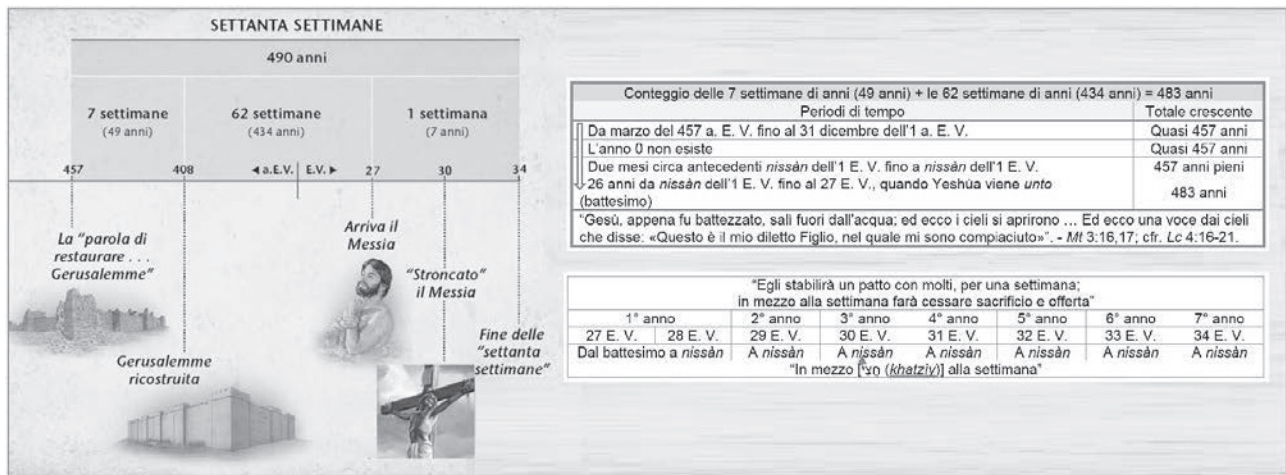 SETTANTA SETTIMANE
490 anni
7 settimane
(49 anni)
62 settimane
(434 anni)
1 settimana
(7 anni)
◄ a.E.V. E.V. ►
457
408
27
30
34
La "parola di
restaurare . . .
Gerusalemme"
Gerusalemme
ricostruita
Arriva il
Messia
"Stroncato"
il Messia
Fine delle
"settanta
settimane"
Conteggio delle 7 settimane di anni (49 anni) + le 62 settimane di anni (434 anni) = 483 anni
Periodi di tempo Totale crescente
Da marzo del 457 a. E. V. fino al 31 dicembre dell'1 a. E. V. Quasi 457 anni
L'anno 0 non esiste Quasi 457 anni
Due mesi circa antecedenti nissàn dell'1 E. V. fino a nissàn dell'1 E. V. 457 anni pieni
26 anni da nissàn dell'1 E. V. fino al 27 E. V., quando Yeshùa viene unto
(battesimo) 483 anni
"Gesù, appena fu battezzato, salì fuori dall'acqua; ed ecco i cieli si aprirono … Ed ecco una voce dai cieli
che disse: «Questo è il mio diletto Figlio, nel quale mi sono compiaciuto»". - Mt 3:16,17; cfr. Lc 4:16-21.
"Egli stabilirà un patto con molti, per una settimana;
in mezzo alla settimana farà cessare sacrificio e offerta"
1° anno 2° anno 3° anno 4° anno 5° anno 6° anno 7° anno
27 E. V. 28 E. V. 29 E. V. 30 E. V. 31 E. V. 32 E. V. 33 E. V. 34 E. V.
Dal battesimo a nissàn A nissàn A nissàn A nissàn A nissàn A nissàn A nissàn
"In mezzo [חצי (khatziy)] alla settimana"